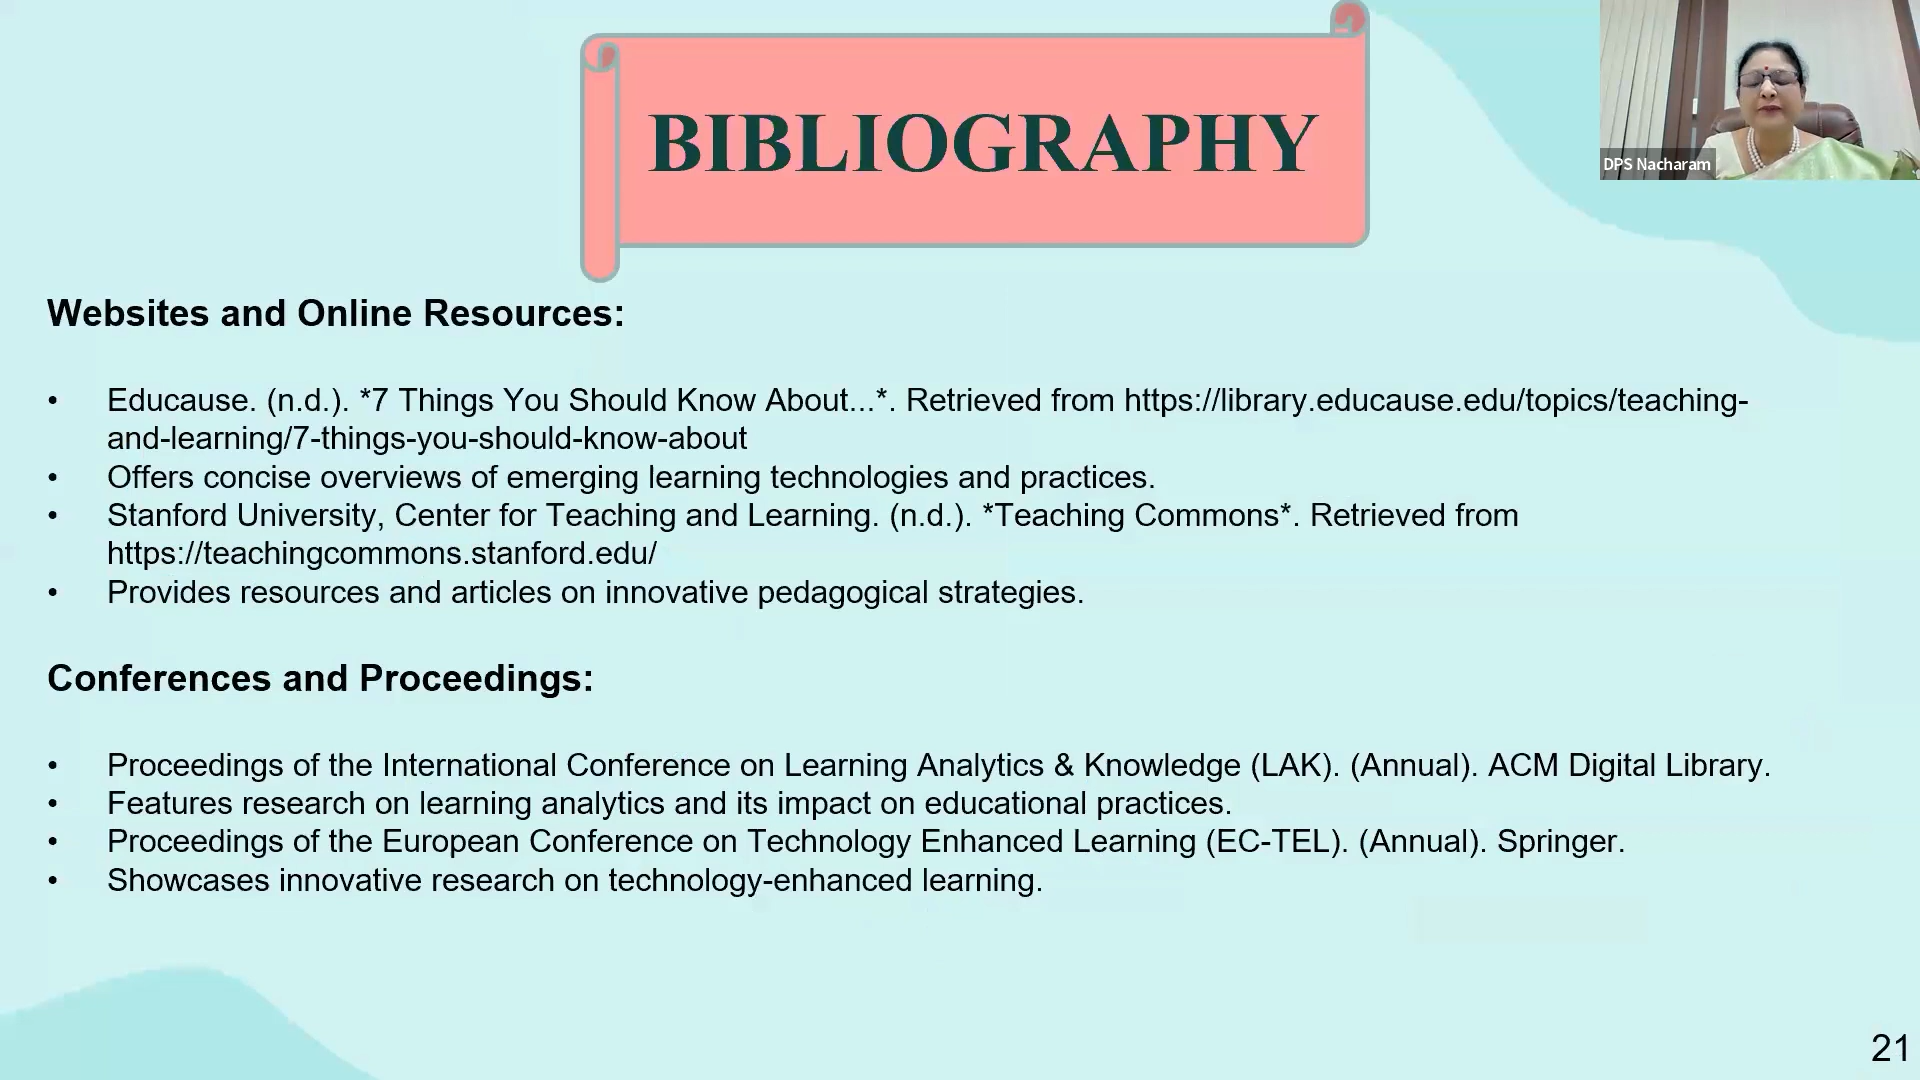 BIBLIOGRAPHY
DPS Nacharam
Websites and Online Resources:
• Educause. (n.d.). *7 Things You Should Know About...*. Retrieved from https://library.educause.edu/topics/teaching-
and-learning/7-things-you-should-know-about
• Offers concise overviews of emerging learning technologies and practices.
• Stanford University, Center for Teaching and Learning. (n.d.). *Teaching Commons*. Retrieved from
https://teachingcommons.stanford.edu/
• Provides resources and articles on innovative pedagogical strategies.
Conferences and Proceedings:
• Proceedings of the International Conference on Learning Analytics & Knowledge (LAK). (Annual). ACM Digital Library.
• Features research on learning analytics and its impact on educational practices.
• Proceedings of the European Conference on Technology Enhanced Learning (EC-TEL). (Annual). Springer.
• Showcases innovative research on technology-enhanced learning.
21